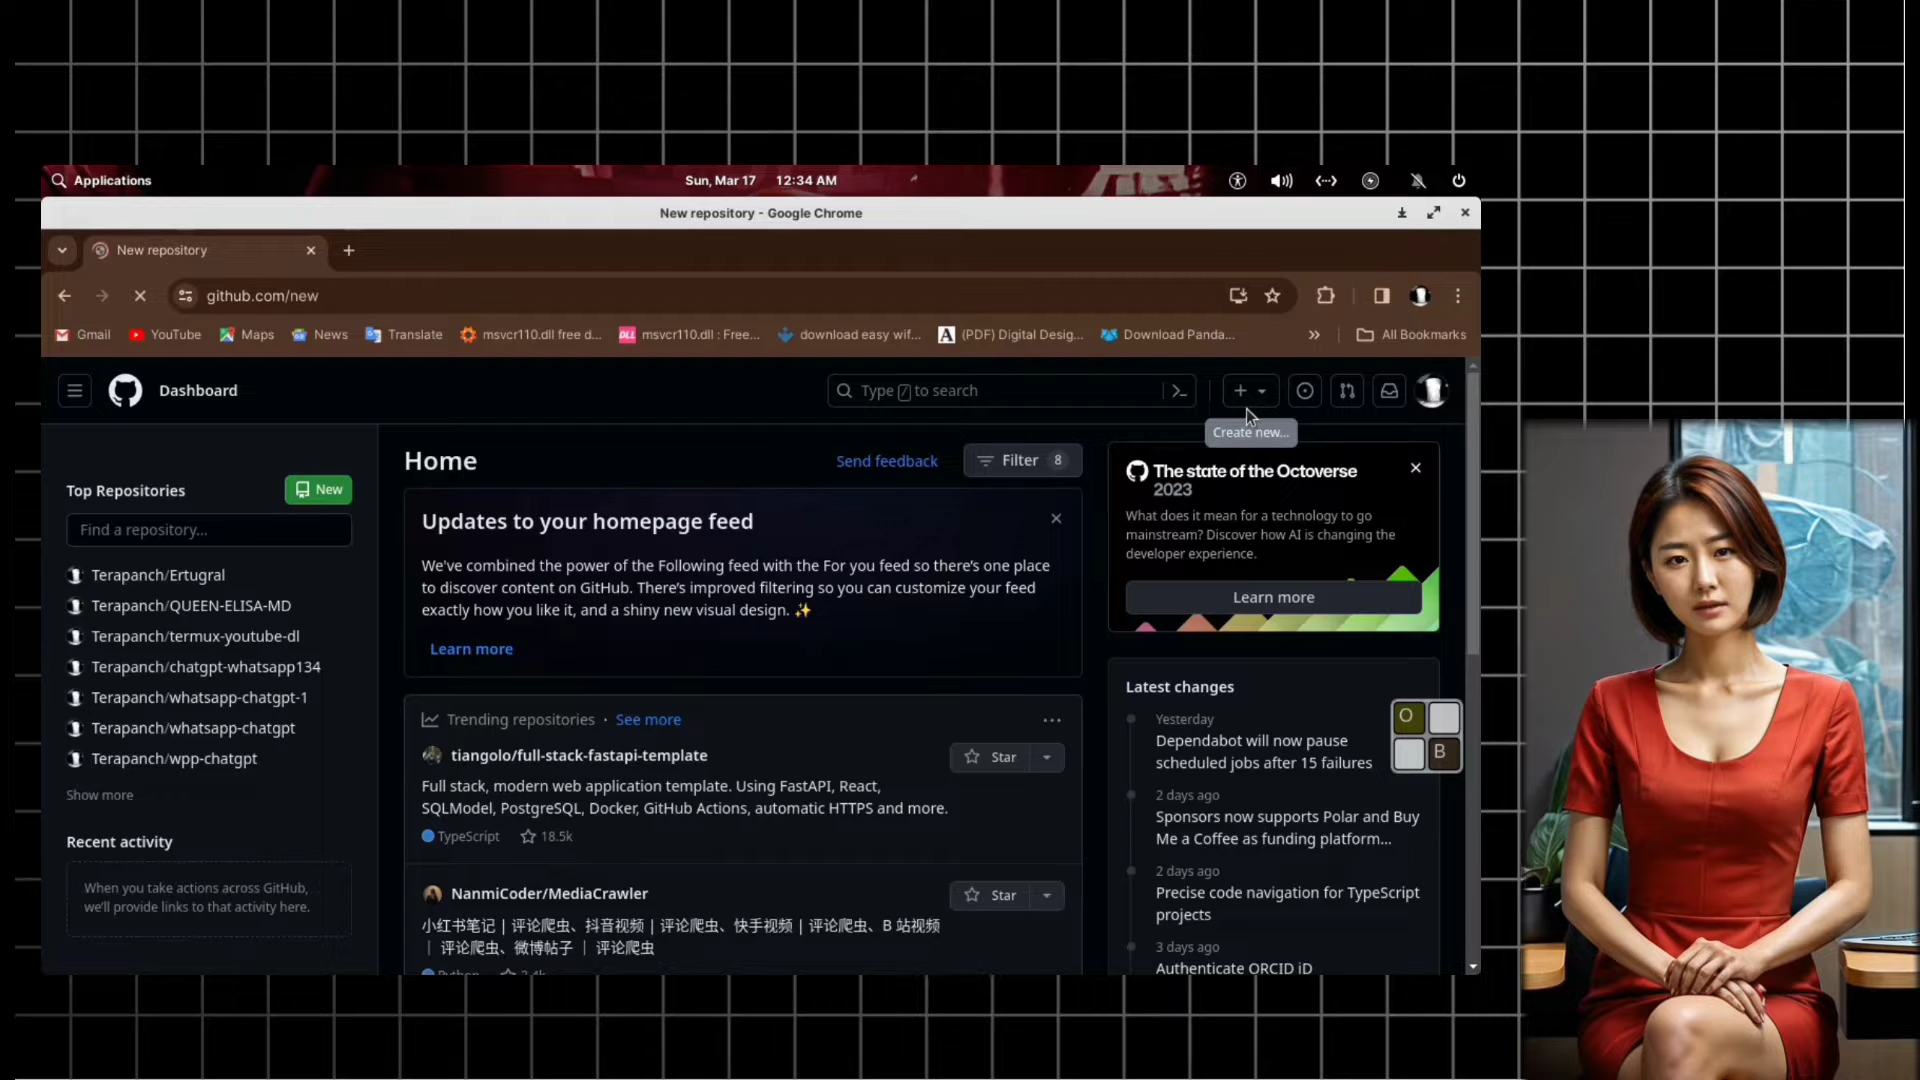 Applications
Sun, Mar 17 12:34 AM
New repository - Google Chrome
New repository
github.com/new
Gmail
YouTube
Maps
News
Translate
msvcr110.dll free d...
DLL
msvcr110.dll : Free...
download easy wif...
A
(PDF) Digital Desig...
Download Panda...
All Bookmarks
Dashboard
Type / to search
Create new...
Top Repositories
New
Find a repository...
Terapanch/Ertugral
Terapanch/QUEEN-ELISA-MD
Terapanch/termux-youtube-dl
Terapanch/chatgpt-whatsapp134
Terapanch/whatsapp-chatgpt-1
Terapanch/whatsapp-chatgpt
Terapanch/wpp-chatgpt
Show more
Recent activity
When you take actions across GitHub,
we'll provide links to that activity here.
Home
Send feedback
Filter 8
Updates to your homepage feed
We've combined the power of the Following feed with the For you feed so there's one place
to discover content on GitHub. There's improved filtering so you can customize your feed
exactly how you like it, and a shiny new visual design. ✨
Learn more
Trending repositories · See more
tiangolo/full-stack-fastapi-template
Star
Full stack, modern web application template. Using FastAPI, React,
SQLModel, PostgreSQL, Docker, GitHub Actions, automatic HTTPS and more.
TypeScript 18.5k
NanmiCoder/MediaCrawler
Star
小红书笔记 | 评论爬虫、抖音视频 | 评论爬虫、快手视频 | 评论爬虫、B 站视频
| 评论爬虫、微博帖子 | 评论爬虫
The state of the Octoverse
2023
What does it mean for a technology to go
mainstream? Discover how AI is changing the
developer experience.
Learn more
Latest changes
Yesterday
Dependabot will now pause
scheduled jobs after 15 failures
2 days ago
Sponsors now supports Polar and Buy
Me a Coffee as funding platform...
2 days ago
Precise code navigation for TypeScript
projects
3 days ago
Authenticate ORCID iD
O
B